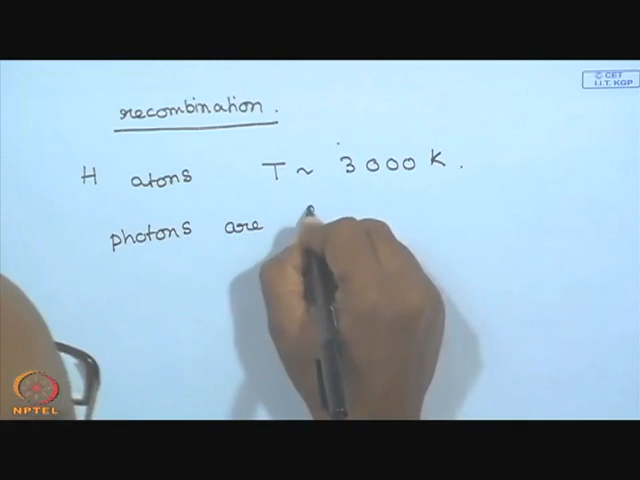 © CET
I.I.T. KGP
recombination.
H atoms T ~ 3000 K.
photons are
NPTEL